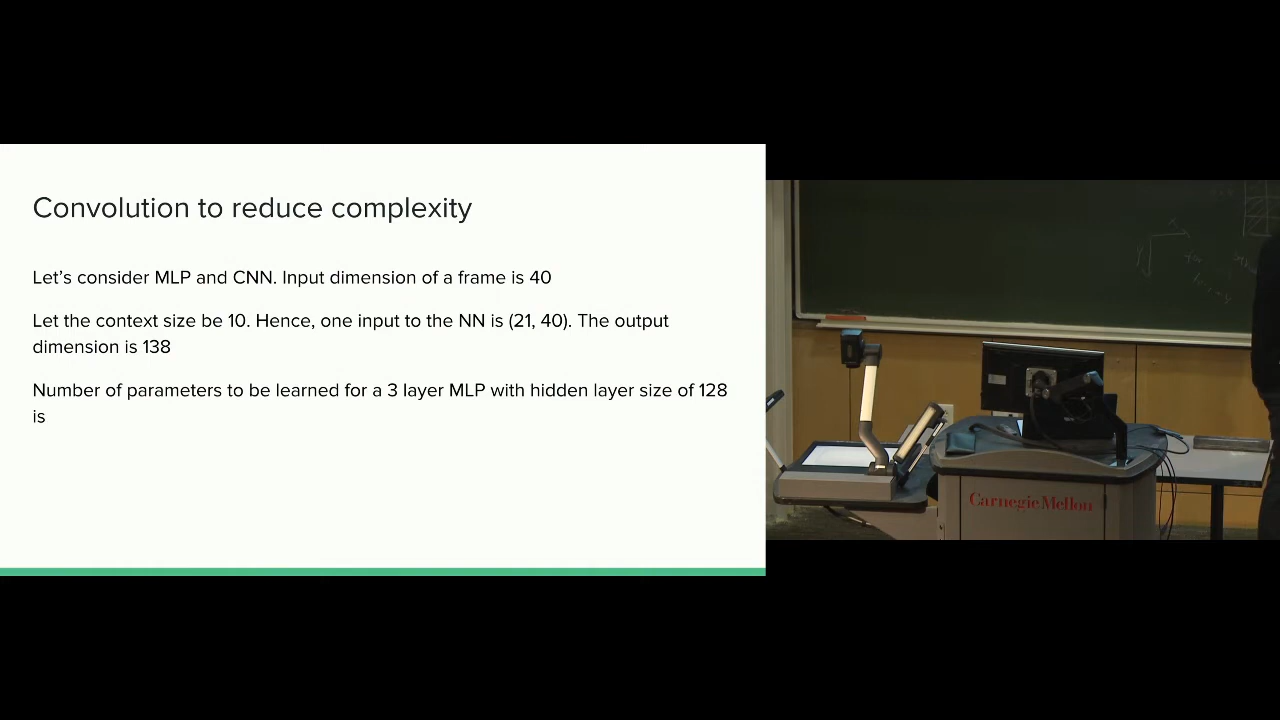 Convolution to reduce complexity
Let's consider MLP and CNN. Input dimension of a frame is 40
Let the context size be 10. Hence, one input to the NN is (21, 40). The output
dimension is 138
Number of parameters to be learned for a 3 layer MLP with hidden layer size of 128
is
Carnegie Mellon